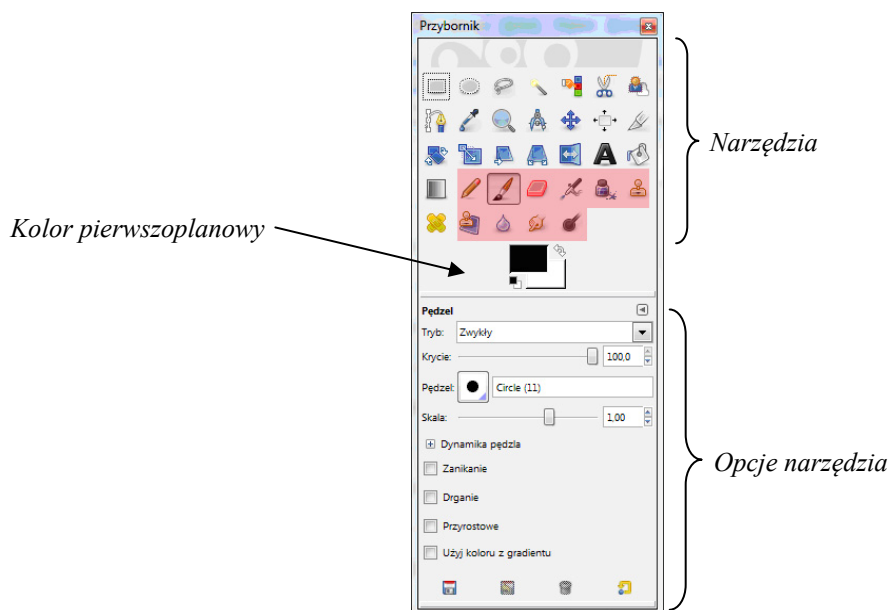 Przybornik
Narzędzia
Kolor pierwszoplanowy
Pędzel
Tryb: Zwykły
Krycie: 100,0
Pędzel: Circle (11)
Skala: 1,00
Dynamika pędzla
Zanikanie
Opcje narzędzia
Drganie
Przyrostowe
Użyj koloru z gradientu